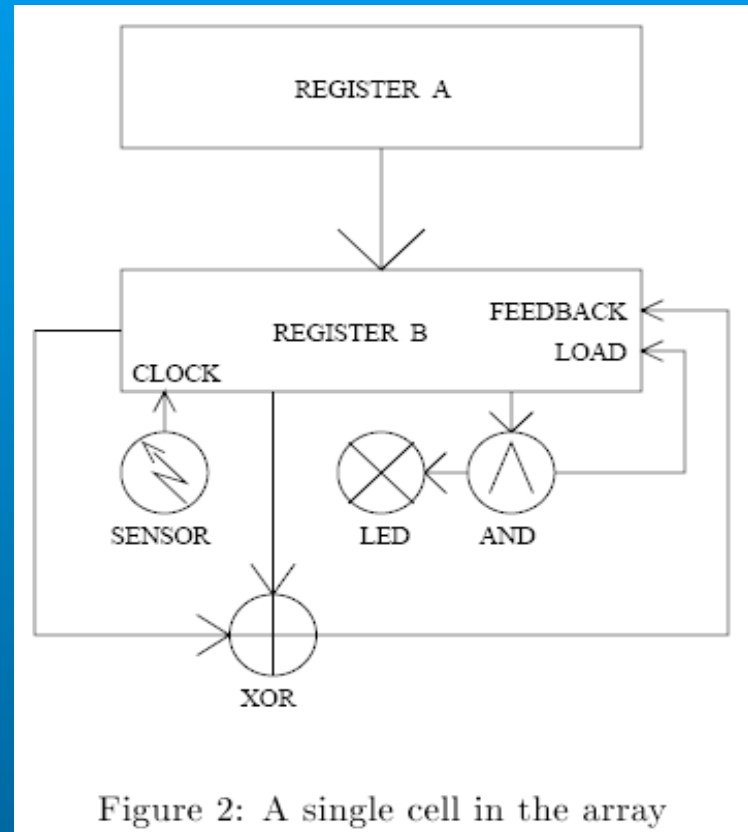 REGISTER A
FEEDBACK
REGISTER B
LOAD
CLOCK
SENSOR
LED
AND
XOR
Figure 2: A single cell in the array